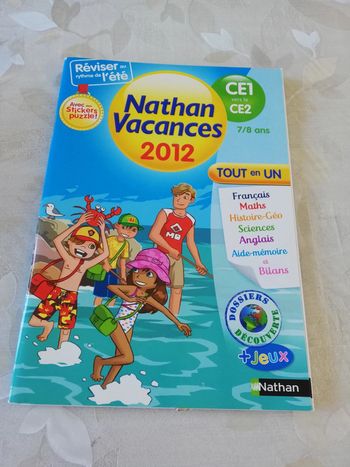 Réviser au
rythme de l'été
Avec des
Stickers
puzzle!
Nathan
Vacances
2012
CE1
vers le
CE2
7/8 ans
TOUT en UN
Français
Maths
Histoire-Géo
Sciences
Anglais
Aide-mémoire
et
Bilans
DOSSIERS
DÉCOUVERTE
+JEUX
Nathan